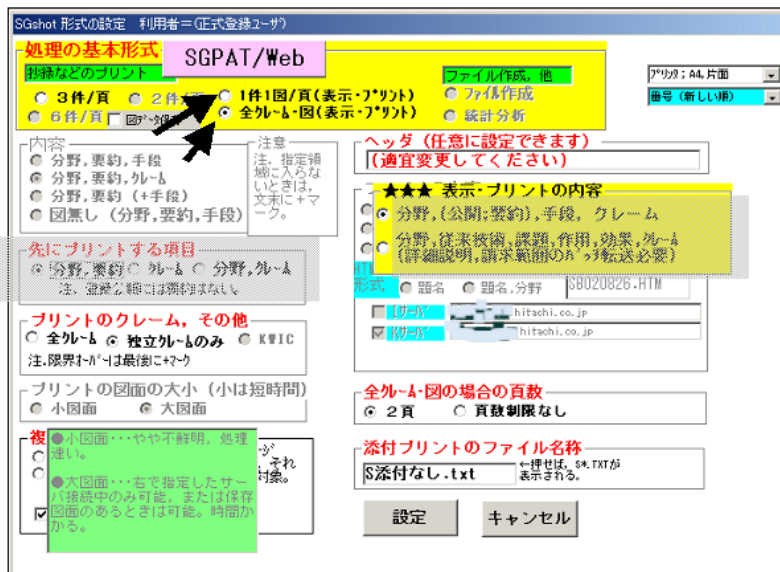 SGshot 形式の設定　利用者＝(正式登録ユーザ)
処理の基本形式
SGPAT/Web
抄録などのプリント
ファイル作成, 他
3件/頁
2件
1件1図/頁(表示・プリント)
ファイル作成
6件/頁
全クレーム・図(表示・プリント)
統計分析
プリンタ; A4, 片面
番号 (新しい順)
内容
分野, 要約, 手段
分野, 要約, クレーム
分野, 要約 (+手段)
図無し (分野, 要約, 手段)
注意
注. 指定領
域に入らな
いときは,
文末に+マ
ーク。
ヘッダ (任意に設定できます)
(適宜変更してください)
★★★ 表示・プリントの内容
分野, (公開;要約), 手段, クレーム
分野, 従来技術, 課題, 作用, 効果, クレーム
先にプリントする項目
分野, 要約
クレーム
分野, クレーム
形式
題名
題名, 分野
SB020826.HTM
Iサーバ
hitachi.co.jp
Kサーバ
hitachi.co.jp
プリントのクレーム, その他
全クレーム
独立クレームのみ
KWIC
注.限界オーバーは最後に+マーク
プリントの図面の大小 (小は短時間)
小図面
大図面
全クレーム・図の場合の頁数
2頁
頁数制限なし
複
●小図面・・・やや不鮮明, 処理
速い。
●大図面・・・右で指定したサー
バ接続中のみ可能, または保存
図面のあるときは可能。時間か
かる。
それ
対象。
添付プリントのファイル名称
S添付なし.txt
←押せば, S*.TXTが
表示される。
設定
キャンセル